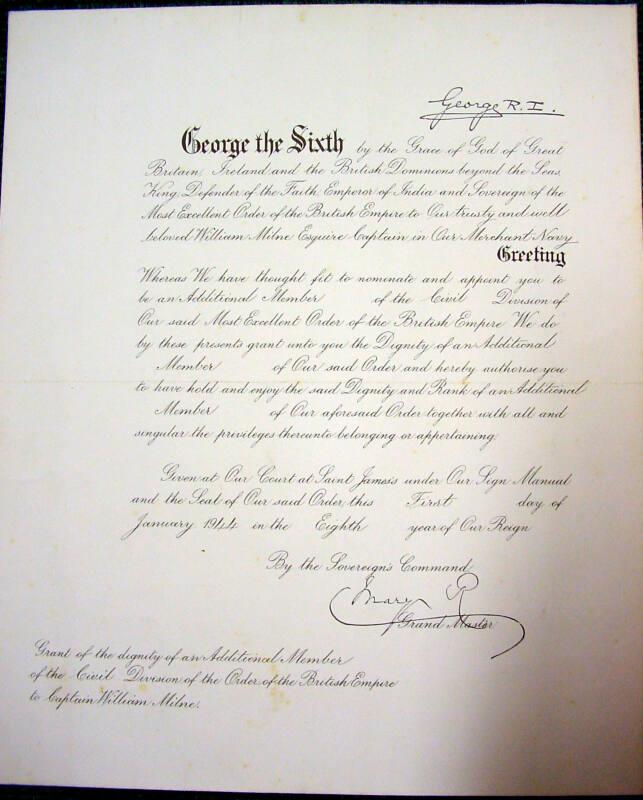 George R.I.
George the Sixth by the Grace of God of Great
Britain, Ireland and the British Dominions beyond the Seas,
King, Defender of the Faith, Emperor of India and Sovereign of the
Most Excellent Order of the British Empire to Our trusty and well
beloved William Milne Esquire Captain in Our Merchant Navy
Greeting
Whereas We have thought fit to nominate and appoint you to
be an Additional Member of the Civil Division of
Our said Most Excellent Order of the British Empire We do
by these presents grant unto you the Dignity of an Additional
Member of Our said Order and hereby authorise you
to have hold and enjoy the said Dignity and Rank of an Additional
Member of Our aforesaid Order together with all and
singular the privileges thereunto belonging or appertaining
Given at Our Court at Saint James's under Our Sign Manual
and the Seal of Our said Order this First day of
January 1944 in the Eighth year of Our Reign
By the Sovereign's Command
Mary R
Grand Master
Grant of the dignity of an Additional Member
of the Civil Division of the Order of the British Empire
to Captain William Milne.